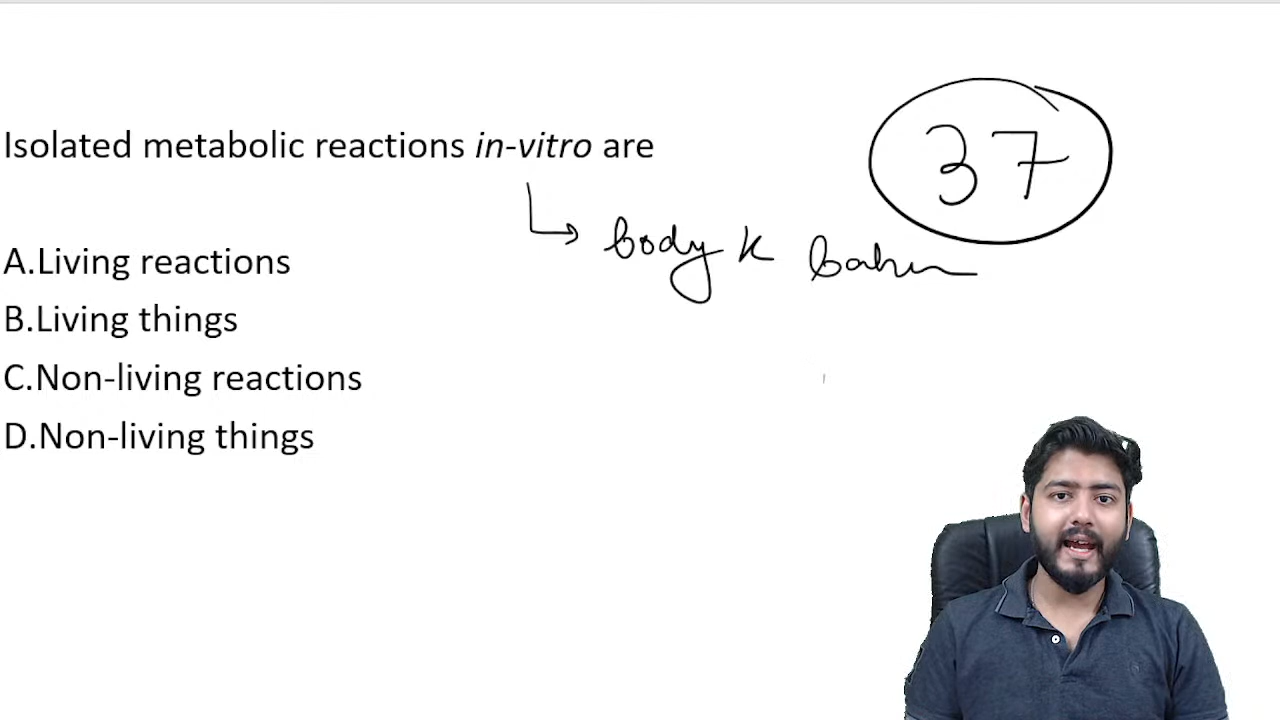 Isolated metabolic reactions in-vitro are
37
body k bahar
A.Living reactions
B.Living things
C.Non-living reactions
D.Non-living things